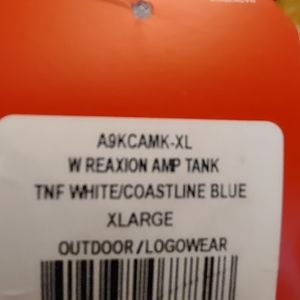 A9KCAMK-XL
W REAXION AMP TANK
TNF WHITE/COASTLINE BLUE
XLARGE
OUTDOOR/LOGOWEAR